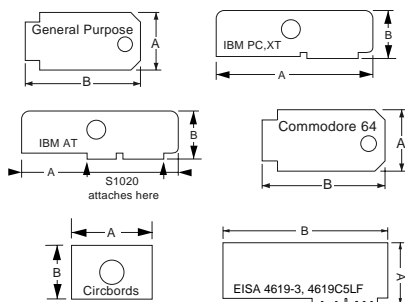 General Purpose
A
B
IBM PC,XT
B
A
IBM AT
B
A
S1020
attaches here
Commodore 64
A
B
A
B
Circbords
B
EISA 4619-3, 4619C5LF
A